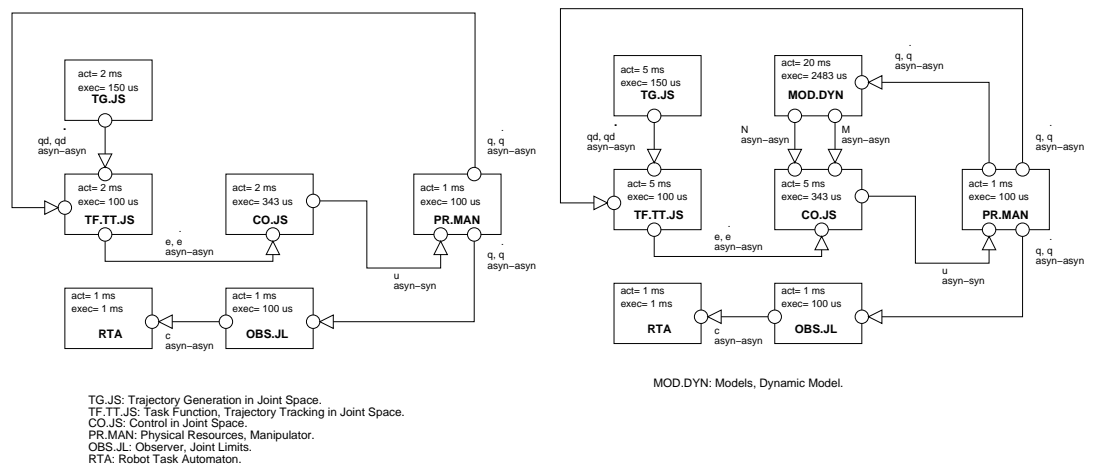 act= 2 ms
exec= 150 us
TG.JS
qd, qd
asyn-asyn
act= 2 ms
exec= 100 us
TF.TT.JS
e, e
asyn-asyn
act= 2 ms
exec= 343 us
CO.JS
u
asyn-syn
q, q
asyn-asyn
act= 1 ms
exec= 100 us
PR.MAN
q, q
asyn-asyn
act= 1 ms
exec= 1 ms
RTA
c
asyn-asyn
act= 1 ms
exec= 100 us
OBS.JL
TG.JS: Trajectory Generation in Joint Space.
TF.TT.JS: Task Function, Trajectory Tracking in Joint Space.
CO.JS: Control in Joint Space.
PR.MAN: Physical Resources, Manipulator.
OBS.JL: Observer, Joint Limits.
RTA: Robot Task Automaton.
act= 5 ms
exec= 150 us
TG.JS
qd, qd
asyn-asyn
act= 20 ms
exec= 2483 us
MOD.DYN
q, q
asyn-asyn
N
asyn-asyn
M
asyn-asyn
q, q
asyn-asyn
act= 5 ms
exec= 100 us
TF.TT.JS
e, e
asyn-asyn
act= 5 ms
exec= 343 us
CO.JS
u
asyn-syn
act= 1 ms
exec= 100 us
PR.MAN
q, q
asyn-asyn
act= 1 ms
exec= 1 ms
RTA
c
asyn-asyn
act= 1 ms
exec= 100 us
OBS.JL
MOD.DYN: Models, Dynamic Model.